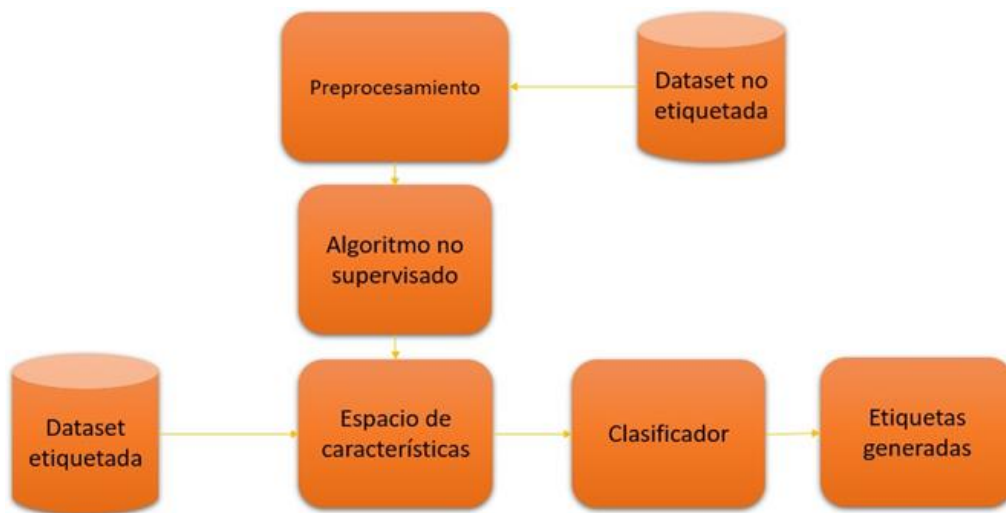 Preprocesamiento
Dataset no
etiquetada
Algoritmo no
supervisado
Dataset
etiquetada
Espacio de
características
Clasificador
Etiquetas
generadas